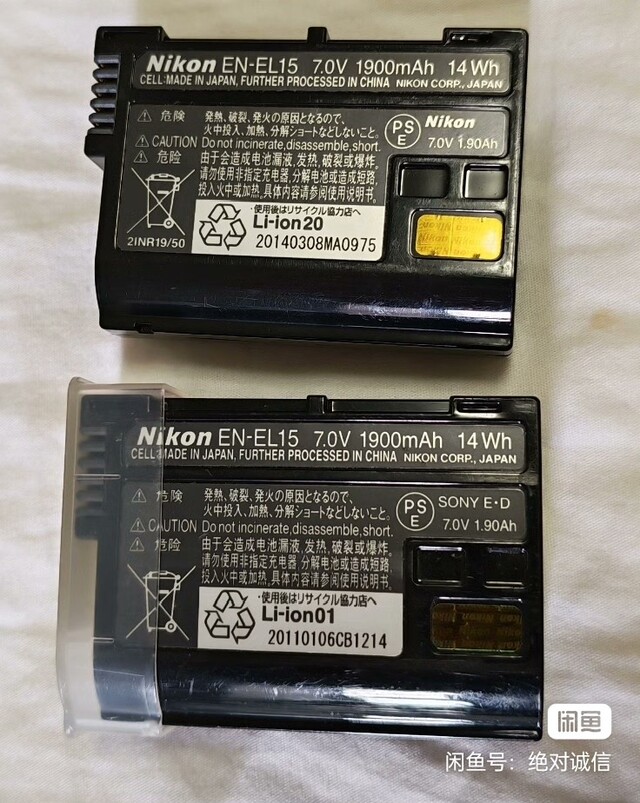 Nikon EN-EL15 7.0V 1900mAh 14Wh
CELL:MADE IN JAPAN, FURTHER PROCESSED IN CHINA NIKON CORP., JAPAN
⚠ 危険 発熱、破裂、発火の原因となるので、
火中投入、加熱、分解ショートなどしないこと。
⚠ CAUTION Do not incinerate,disassemble,short.
⚠ 危险 由于会造成电池漏液,发热,破裂或爆炸,
请勿使用非指定充电器,分解电池或造成短路,
投入火中或加热,具体内容请参阅使用说明书。
PS
E
Nikon
7.0V 1.90Ah
2INR19/50
・使用後はリサイクル協力店へ
Li-ion20
20140308MA0975
Nikon
Nikon EN-EL15 7.0V 1900mAh 14Wh
CELL:MADE IN JAPAN, FURTHER PROCESSED IN CHINA NIKON CORP., JAPAN
⚠ 危険 発熱、破裂、発火の原因となるので、
火中投入、加熱、分解ショートなどしないこと。
⚠ CAUTION Do not incinerate,disassemble,short.
⚠ 危险 由于会造成电池漏液,发热,破裂或爆炸,
请勿使用非指定充电器,分解电池或造成短路,
投入火中或加热,具体内容请参阅使用说明书。
PS
E
SONY E・D
7.0V 1.90Ah
・使用後はリサイクル協力店へ
Li-ion01
20110106CB1214
闲鱼
闲鱼号：绝对诚信